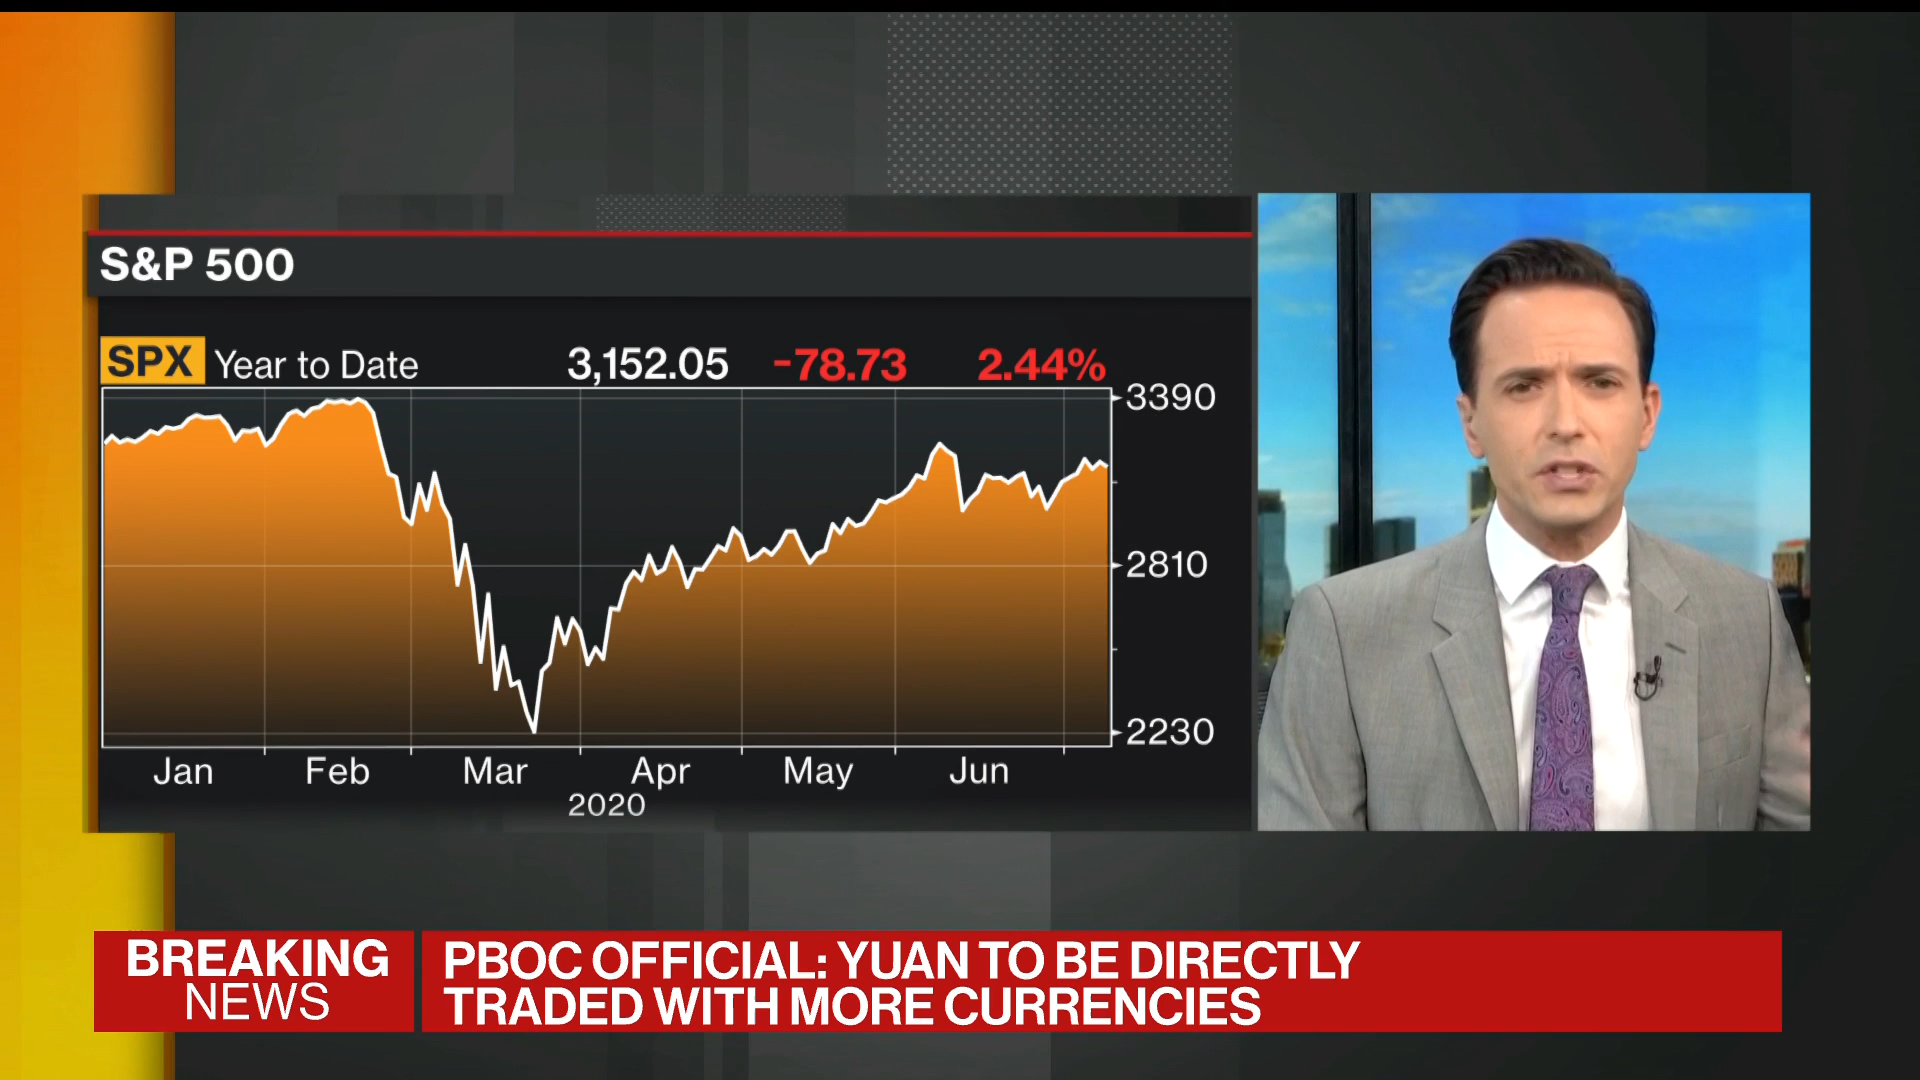 S&P 500
SPX Year to Date 3,152.05 -78.73 2.44%
3390
2810
2230
Jan Feb Mar Apr May Jun
2020
BREAKING
NEWS
PBOC OFFICIAL: YUAN TO BE DIRECTLY
TRADED WITH MORE CURRENCIES